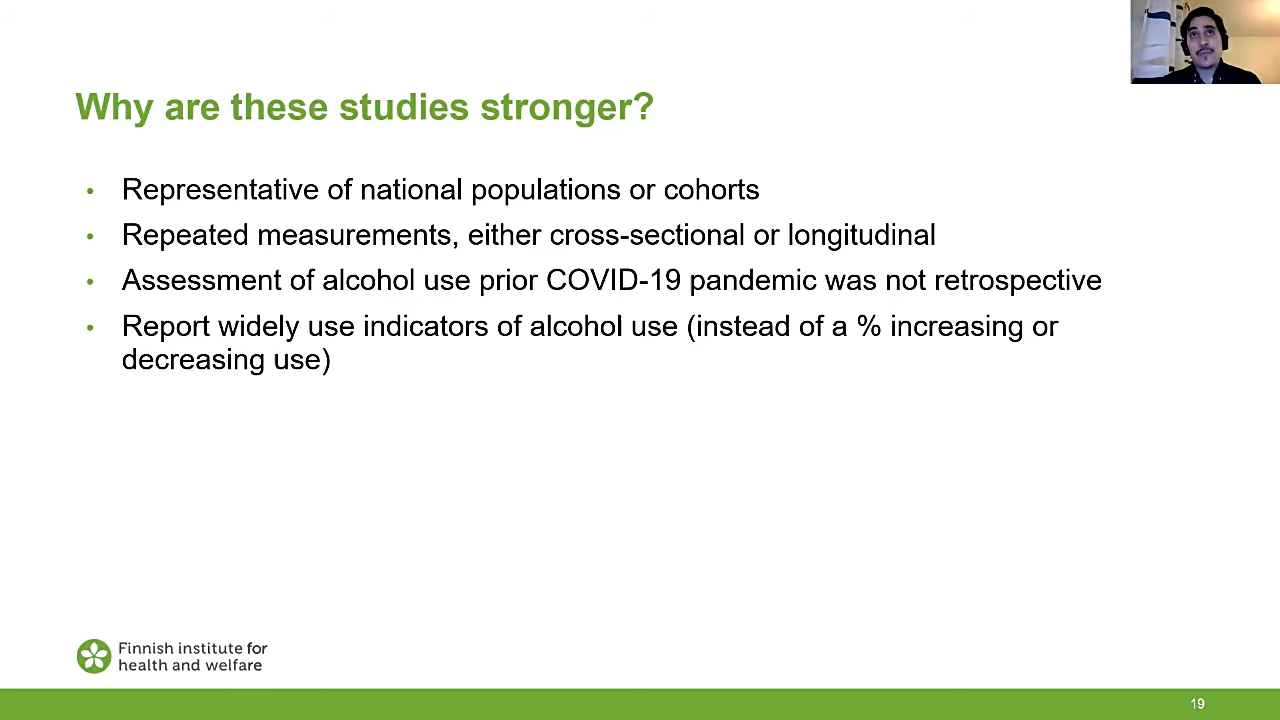 Why are these studies stronger?
• Representative of national populations or cohorts
• Repeated measurements, either cross-sectional or longitudinal
• Assessment of alcohol use prior COVID-19 pandemic was not retrospective
• Report widely use indicators of alcohol use (instead of a % increasing or
decreasing use)
Finnish institute for
health and welfare
19